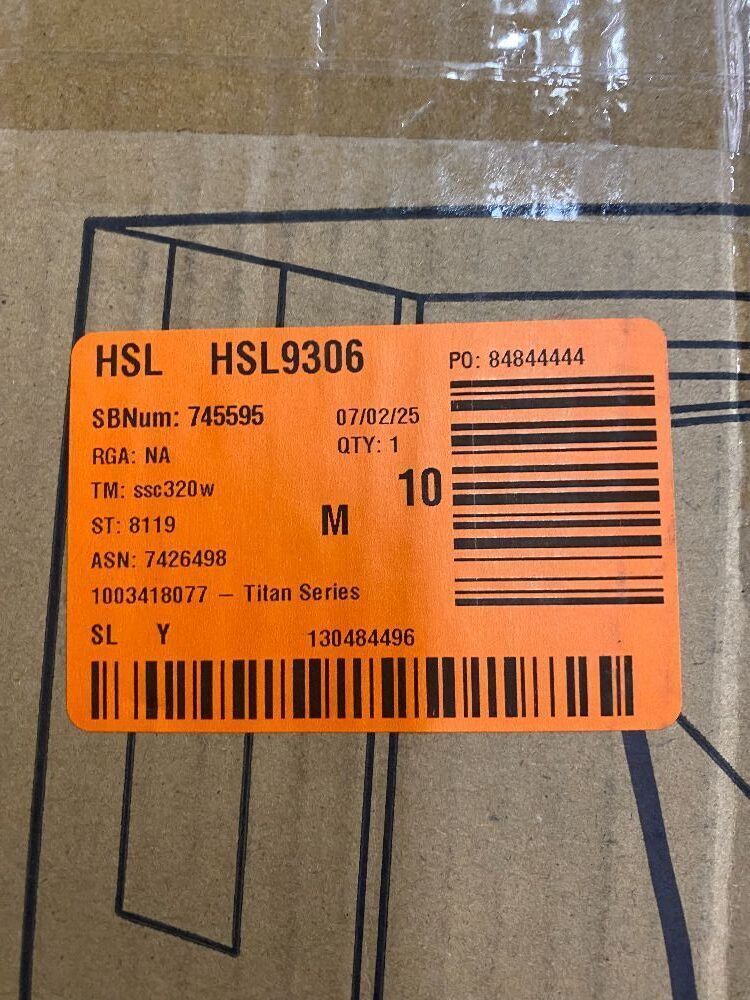 HSL HSL9306 PO: 84844444
SBNum: 745595 07/02/25
RGA: NA QTY: 1
TM: ssc320w 10
ST: 8119 M
ASN: 7426498
1003418077 – Titan Series
SL Y 130484496